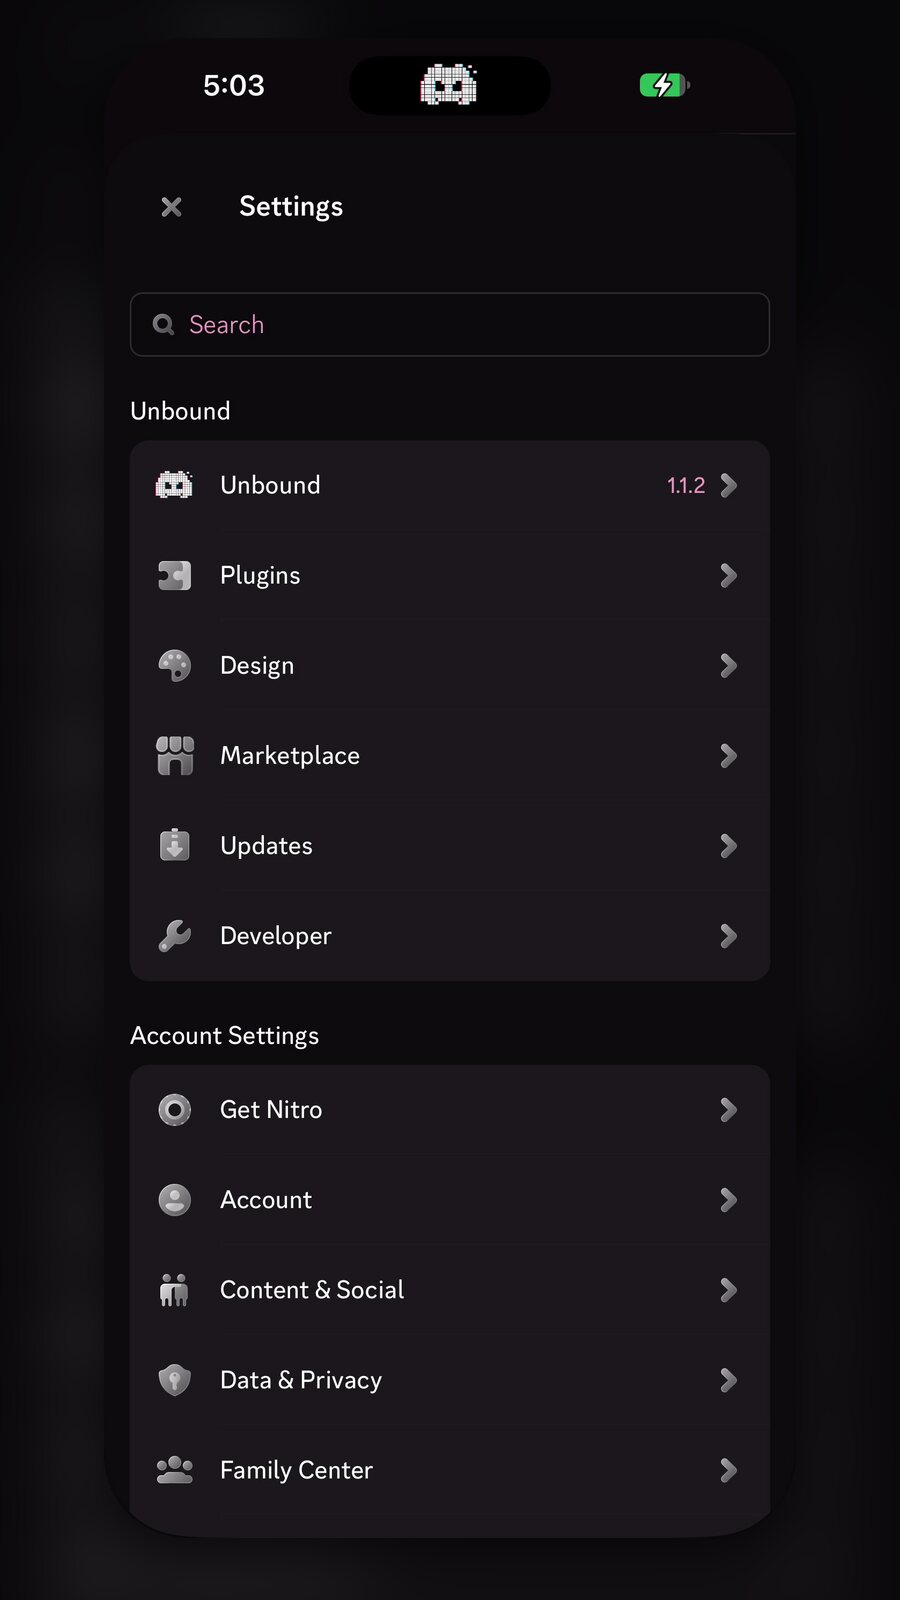 5:03
Settings
Search
Unbound
Unbound 1.1.2
Plugins
Design
Marketplace
Updates
Developer
Account Settings
Get Nitro
Account
Content & Social
Data & Privacy
Family Center